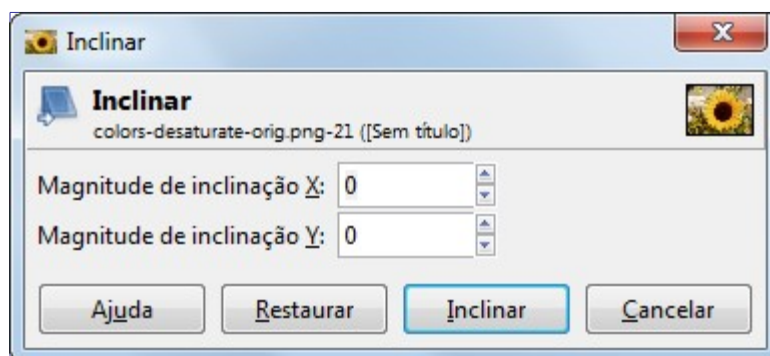 Inclinar
Inclinar
colors-desaturate-orig.png-21 ([Sem título])
Magnitude de inclinação X: 0
Magnitude de inclinação Y: 0
Ajuda Restaurar Inclinar Cancelar